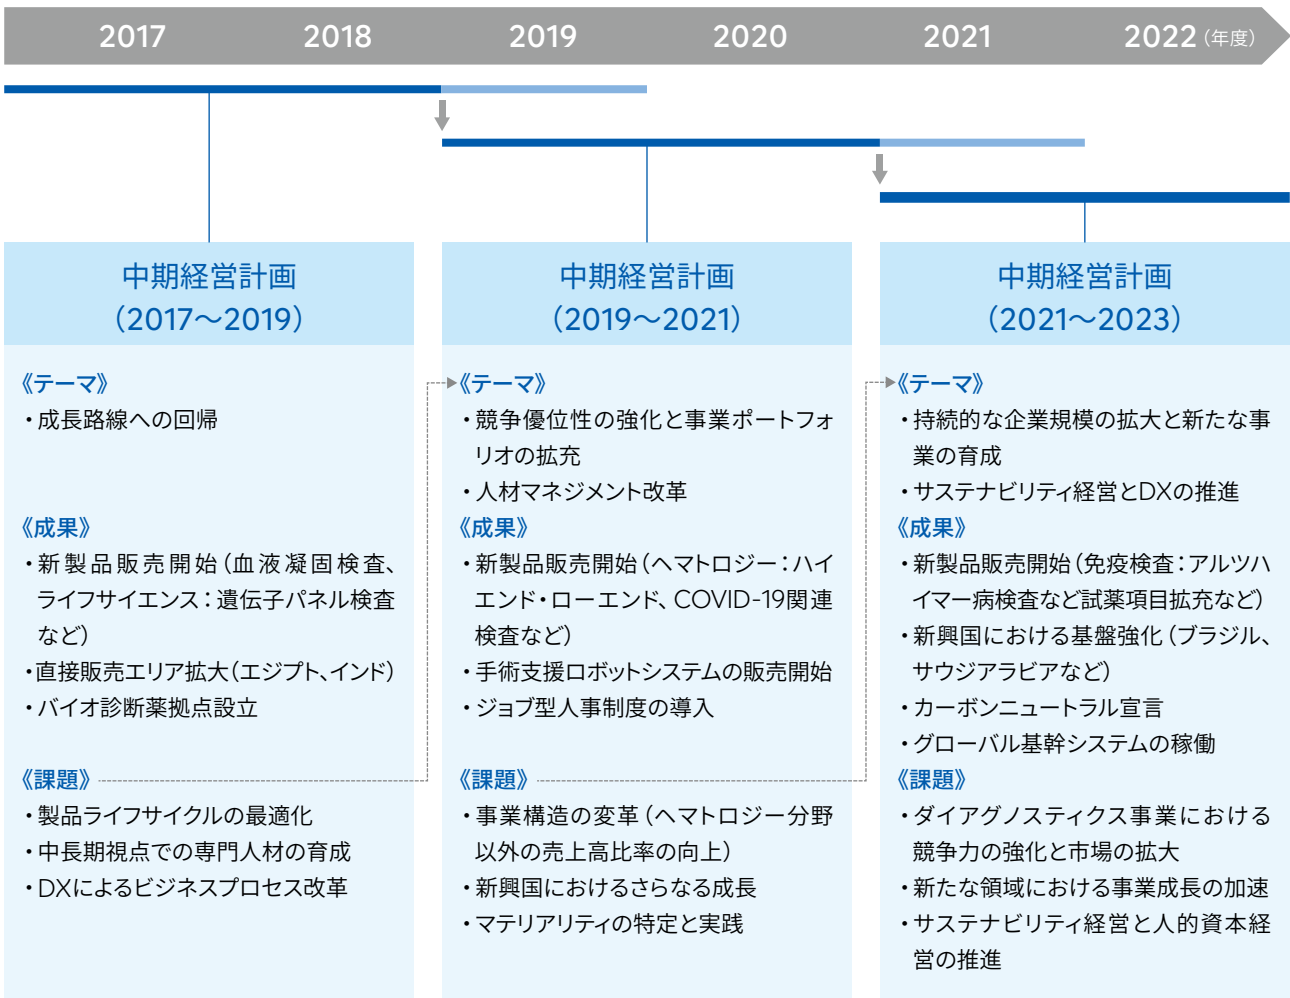 2017 2018 2019 2020 2021 2022(年度)
中期経営計画
(2017〜2019)
《テーマ》
・成長路線への回帰
《成果》
・新製品販売開始(血液凝固検査、
ライフサイエンス:遺伝子パネル検査
など)
・直接販売エリア拡大(エジプト、インド)
・バイオ診断薬拠点設立
《課題》
・製品ライフサイクルの最適化
・中長期視点での専門人材の育成
・DXによるビジネスプロセス改革
中期経営計画
(2019〜2021)
《テーマ》
・競争優位性の強化と事業ポートフォ
リオの拡充
・人材マネジメント改革
《成果》
・新製品販売開始(ヘマトロジー:ハイ
エンド・ローエンド、COVID-19関連
検査など)
・手術支援ロボットシステムの販売開始
・ジョブ型人事制度の導入
《課題》
・事業構造の変革(ヘマトロジー分野
以外の売上高比率の向上)
・新興国におけるさらなる成長
・マテリアリティの特定と実践
中期経営計画
(2021〜2023)
《テーマ》
・持続的な企業規模の拡大と新たな事
業の育成
・サステナビリティ経営とDXの推進
《成果》
・新製品販売開始(免疫検査:アルツハ
イマー病検査など試薬項目拡充など)
・新興国における基盤強化(ブラジル、
サウジアラビアなど)
・カーボンニュートラル宣言
・グローバル基幹システムの稼働
《課題》
・ダイアグノスティクス事業における
競争力の強化と市場の拡大
・新たな領域における事業成長の加速
・サステナビリティ経営と人的資本経
営の推進